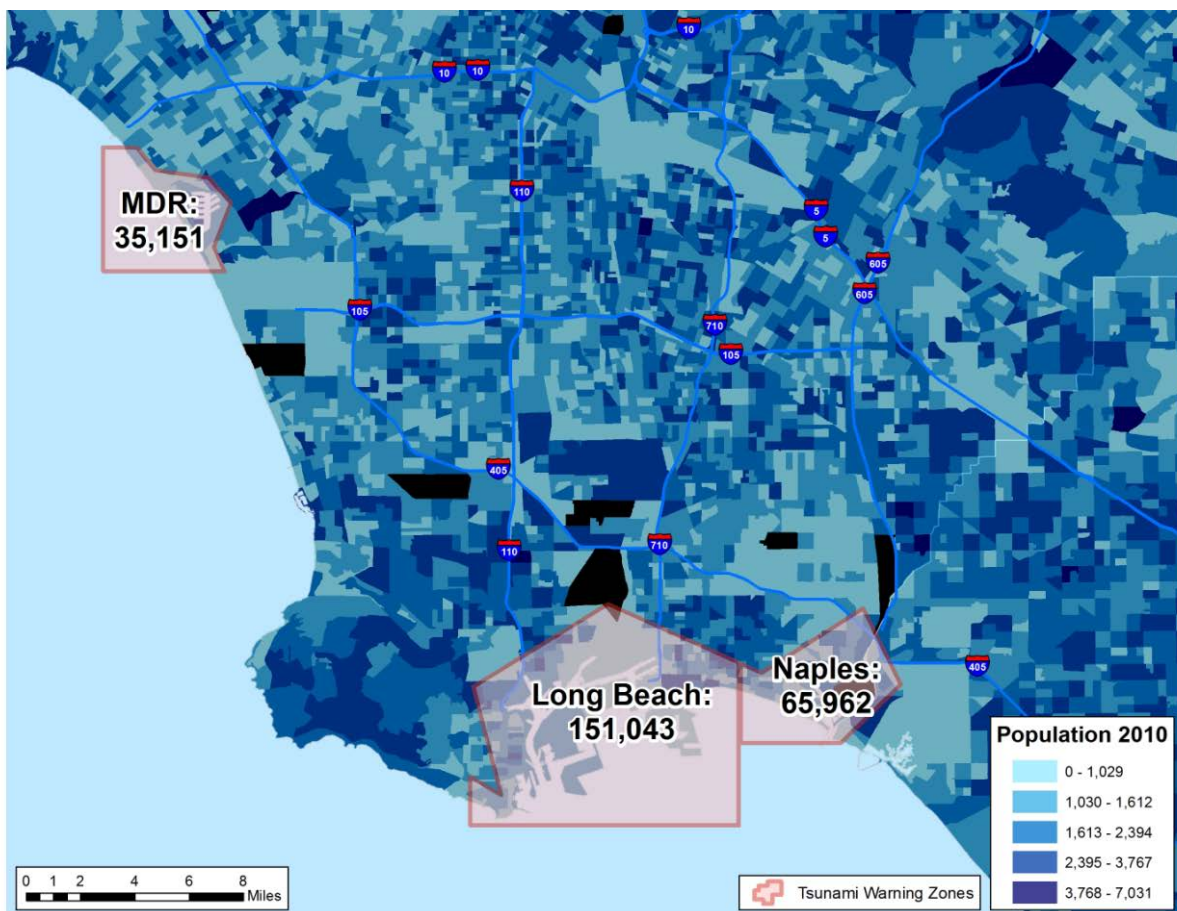 10
10
10
110
MDR:
35,151
5
5
605
605
105
710
105
405
710
110
Naples:
65,962
405
Long Beach:
151,043
Population 2010
0 - 1,029
1,030 - 1,612
1,613 - 2,394
2,395 - 3,767
3,768 - 7,031
0 1 2 4 6 8
Miles
Tsunami Warning Zones